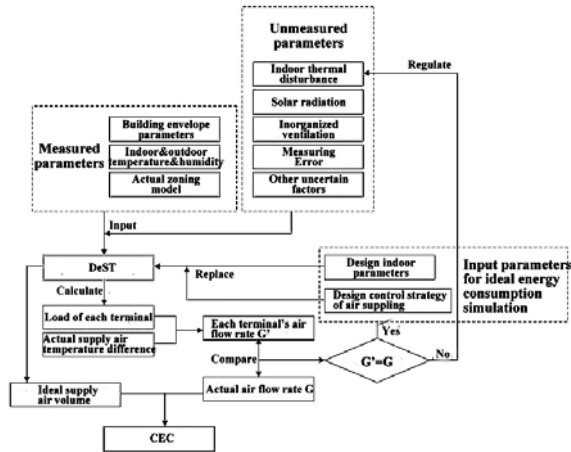 Unmeasured
parameters
Indoor thermal
disturbance
Solar radiation
Inorganized
ventilation
Measuring
Error
Other uncertain
factors
Regulate
Measured
parameters
Building envelope
parameters
Indoor&outdoor
temperature&humidity
Actual zoning
model
Input
DeST
Calculate
Replace
Design indoor
parameters
Design control strategy
of air suppling
Input parameters
for ideal energy
consumption
simulation
Load of each terminal
Actual supply air
temperature difference
Each terminal's air
flow rate G'
Compare
Yes
G'=G
No
Ideal supply
air volume
Actual air flow rate G
CEC